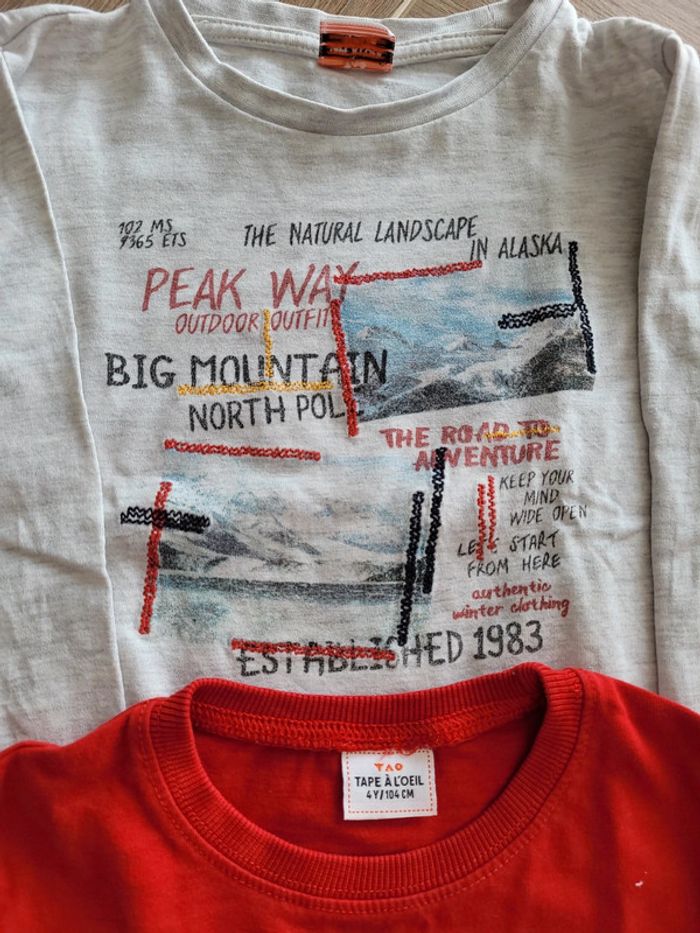 102 MS
9365 ETS
THE NATURAL LANDSCAPE
IN ALASKA
PEAK WAY
OUTDOOR OUTFIT
BIG MOUNTAIN
NORTH POLE
THE ROAD TO
ADVENTURE
KEEP YOUR
MIND
WIDE OPEN
START
FROM HERE
authentic
winter clothing
ESTABLISHED 1983
TAO
TAPE À L'OEIL
4Y/104 CM